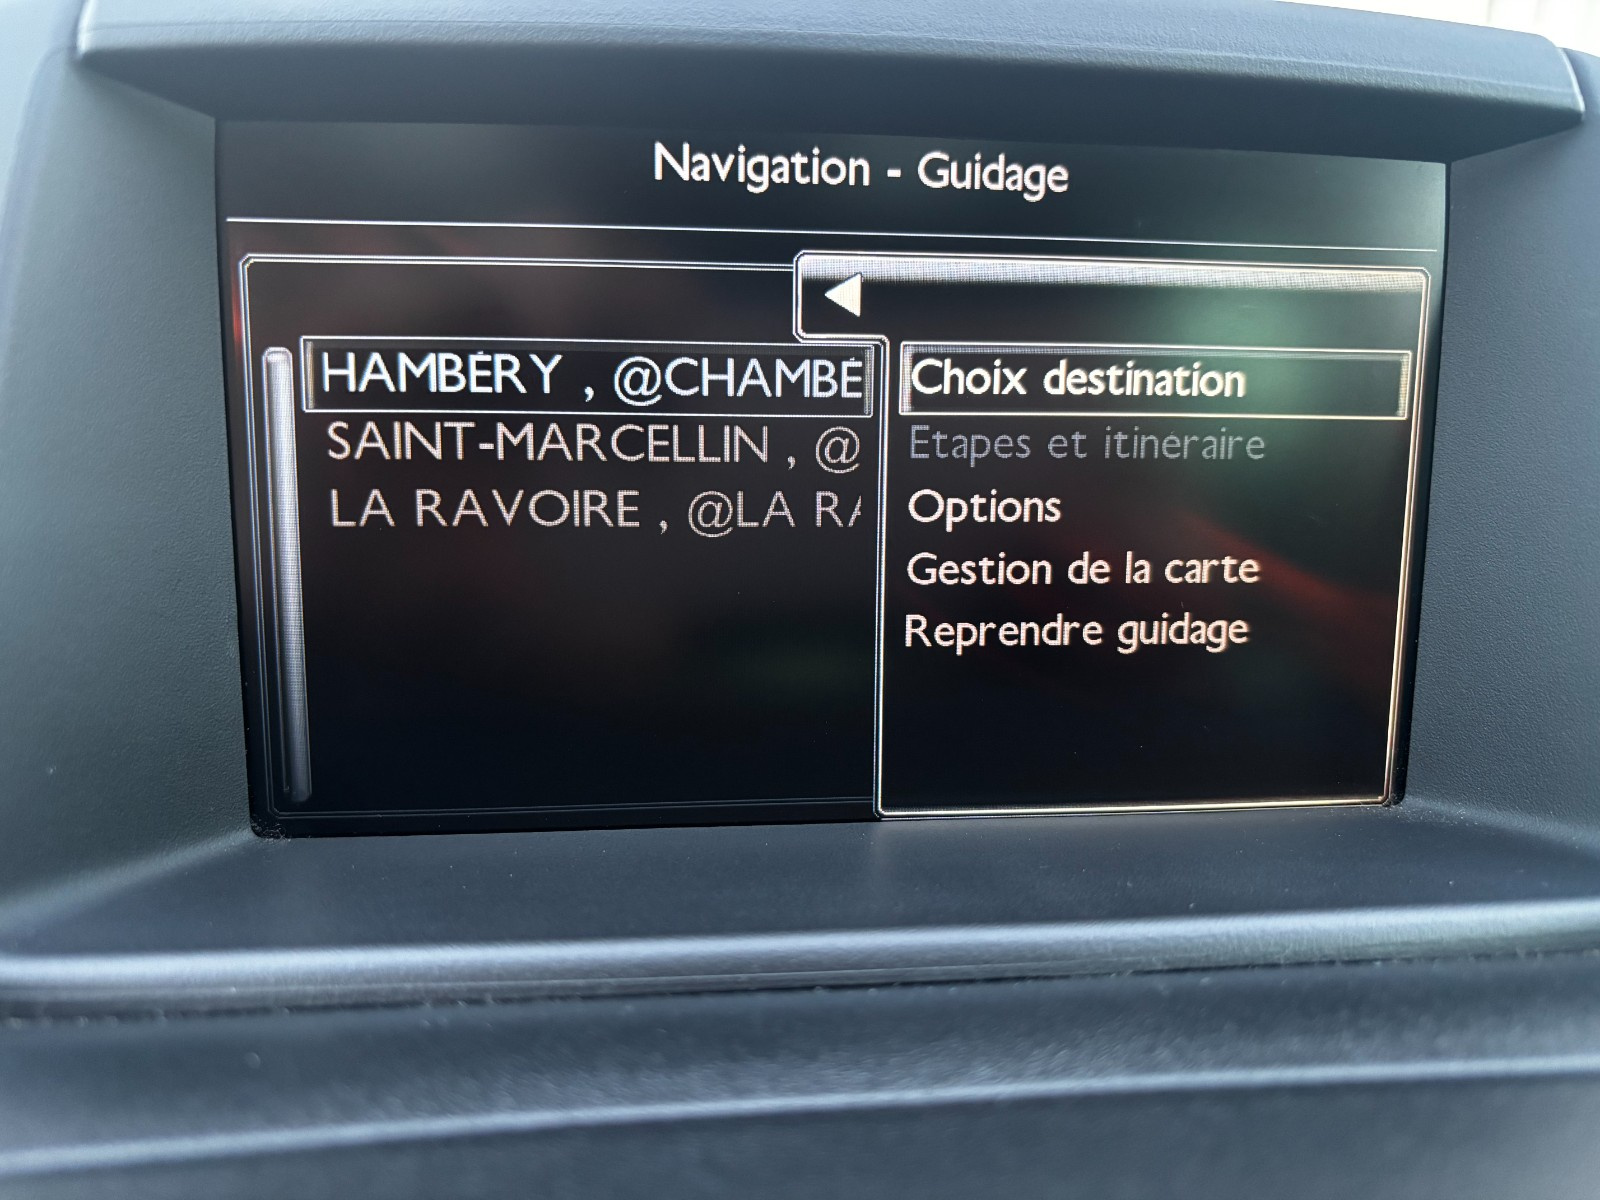 Navigation - Guidage
HAMBÉRY , @CHAMBÉ
SAINT-MARCELLIN , @
LA RAVOIRE , @LA RA
Choix destination
Etapes et itinéraire
Options
Gestion de la carte
Reprendre guidage